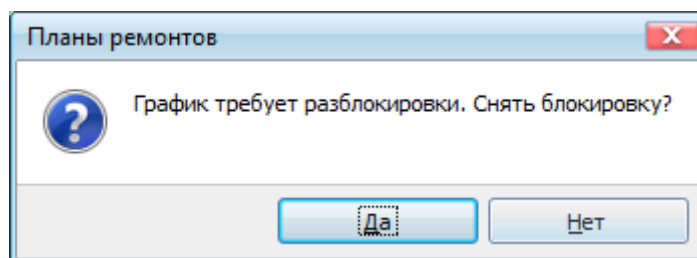 Планы ремонтов
График требует разблокировки. Снять блокировку?
Да
Нет